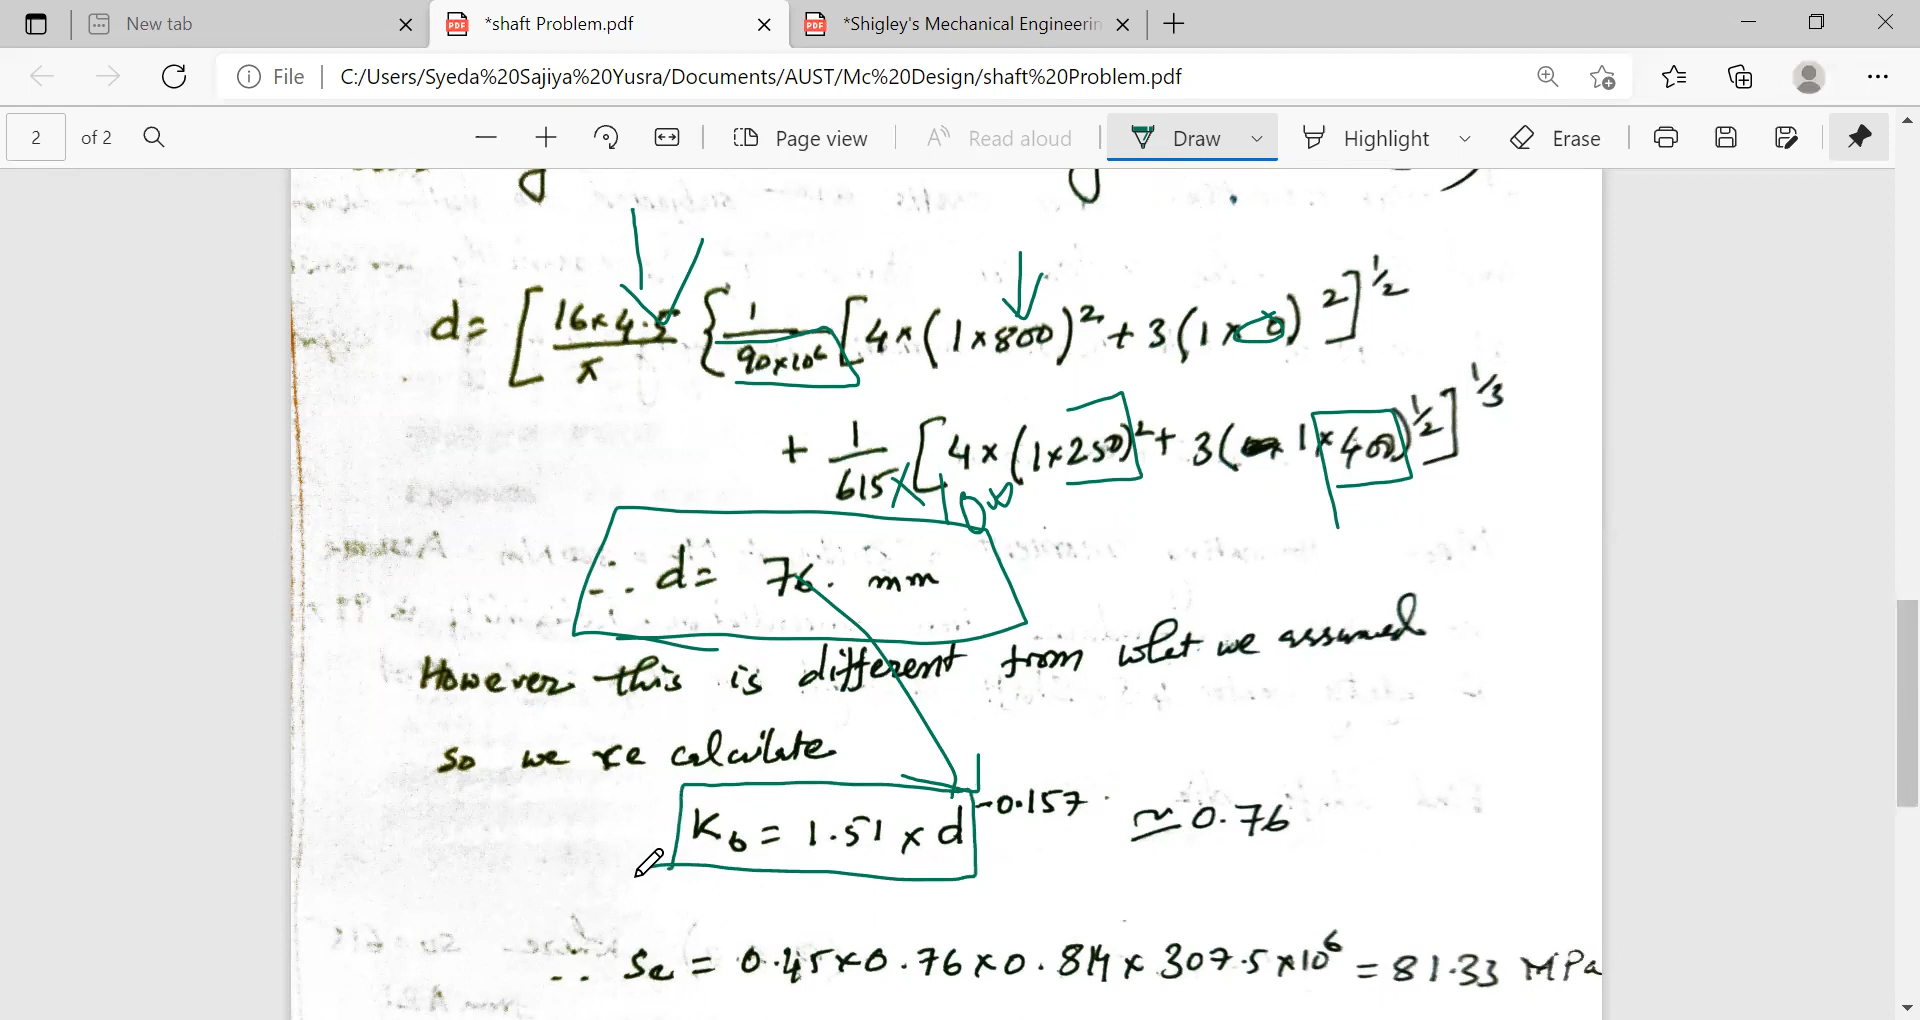 New tab
*shaft Problem.pdf
*Shigley's Mechanical Engineerin
File
C:/Users/Syeda%20Sajiya%20Yusra/Documents/AUST/Mc%20Design/shaft%20Problem.pdf
2 of 2
Page view
Read aloud
Draw
Highlight
Erase
d= [16×4.5/π {1/90×10⁶ [4×(1×800)² + 3(1×0)²]^1/2
+ 1/615×10 [4×(1×250)² + 3(1×400)^1/2]^1/3
∴ d= 76. mm
However this is different from what we assumed
so we re calculate
K_b = 1.51 × d^-0.157 ≃ 0.76
∴ Se = 0.45×0.76×0.814×307.5×10⁶ = 81.33 MPa